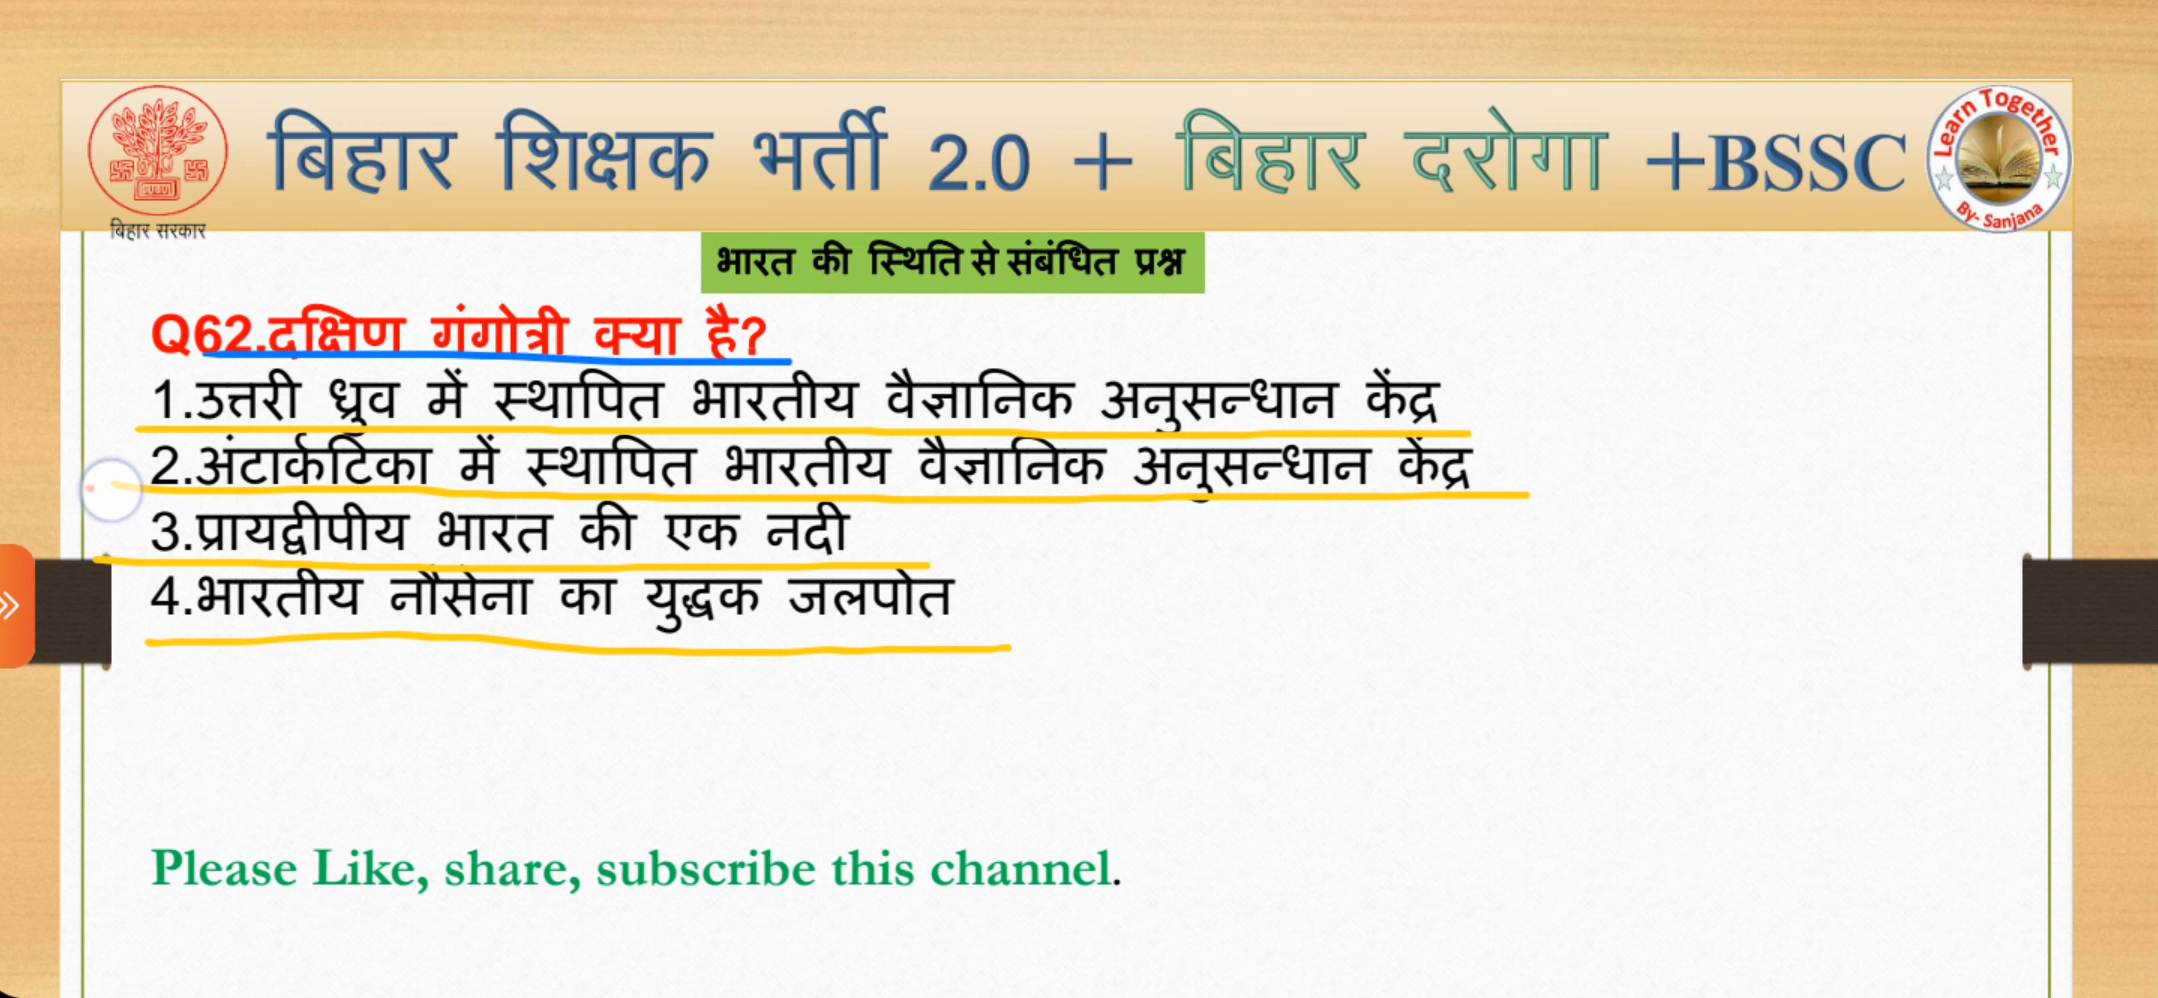 बिहार शिक्षक भर्ती 2.0 + बिहार दरोगा +BSSC
Learn Together
By- Sanjana
बिहार सरकार
भारत की स्थिति से संबंधित प्रश्न
Q62.दक्षिण गंगोत्री क्या है?
1.उत्तरी ध्रुव में स्थापित भारतीय वैज्ञानिक अनुसन्धान केंद्र
2.अंटार्कटिका में स्थापित भारतीय वैज्ञानिक अनुसन्धान केंद्र
3.प्रायद्वीपीय भारत की एक नदी
4.भारतीय नौसेना का युद्धक जलपोत
Please Like, share, subscribe this channel.